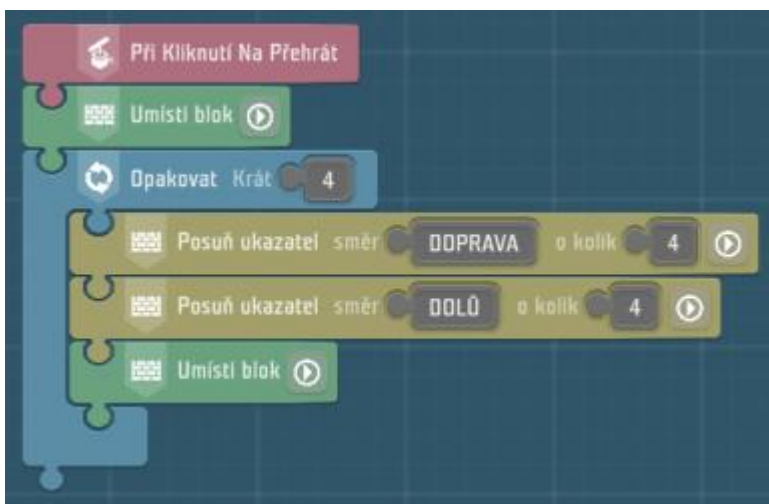 Při Kliknutí Na Přehrát
Umísti blok
Opakovat Krát 4
Posuň ukazatel směr DOPRAVA o kolik 4
Posuň ukazatel směr DOLŮ o kolik 4
Umísti blok